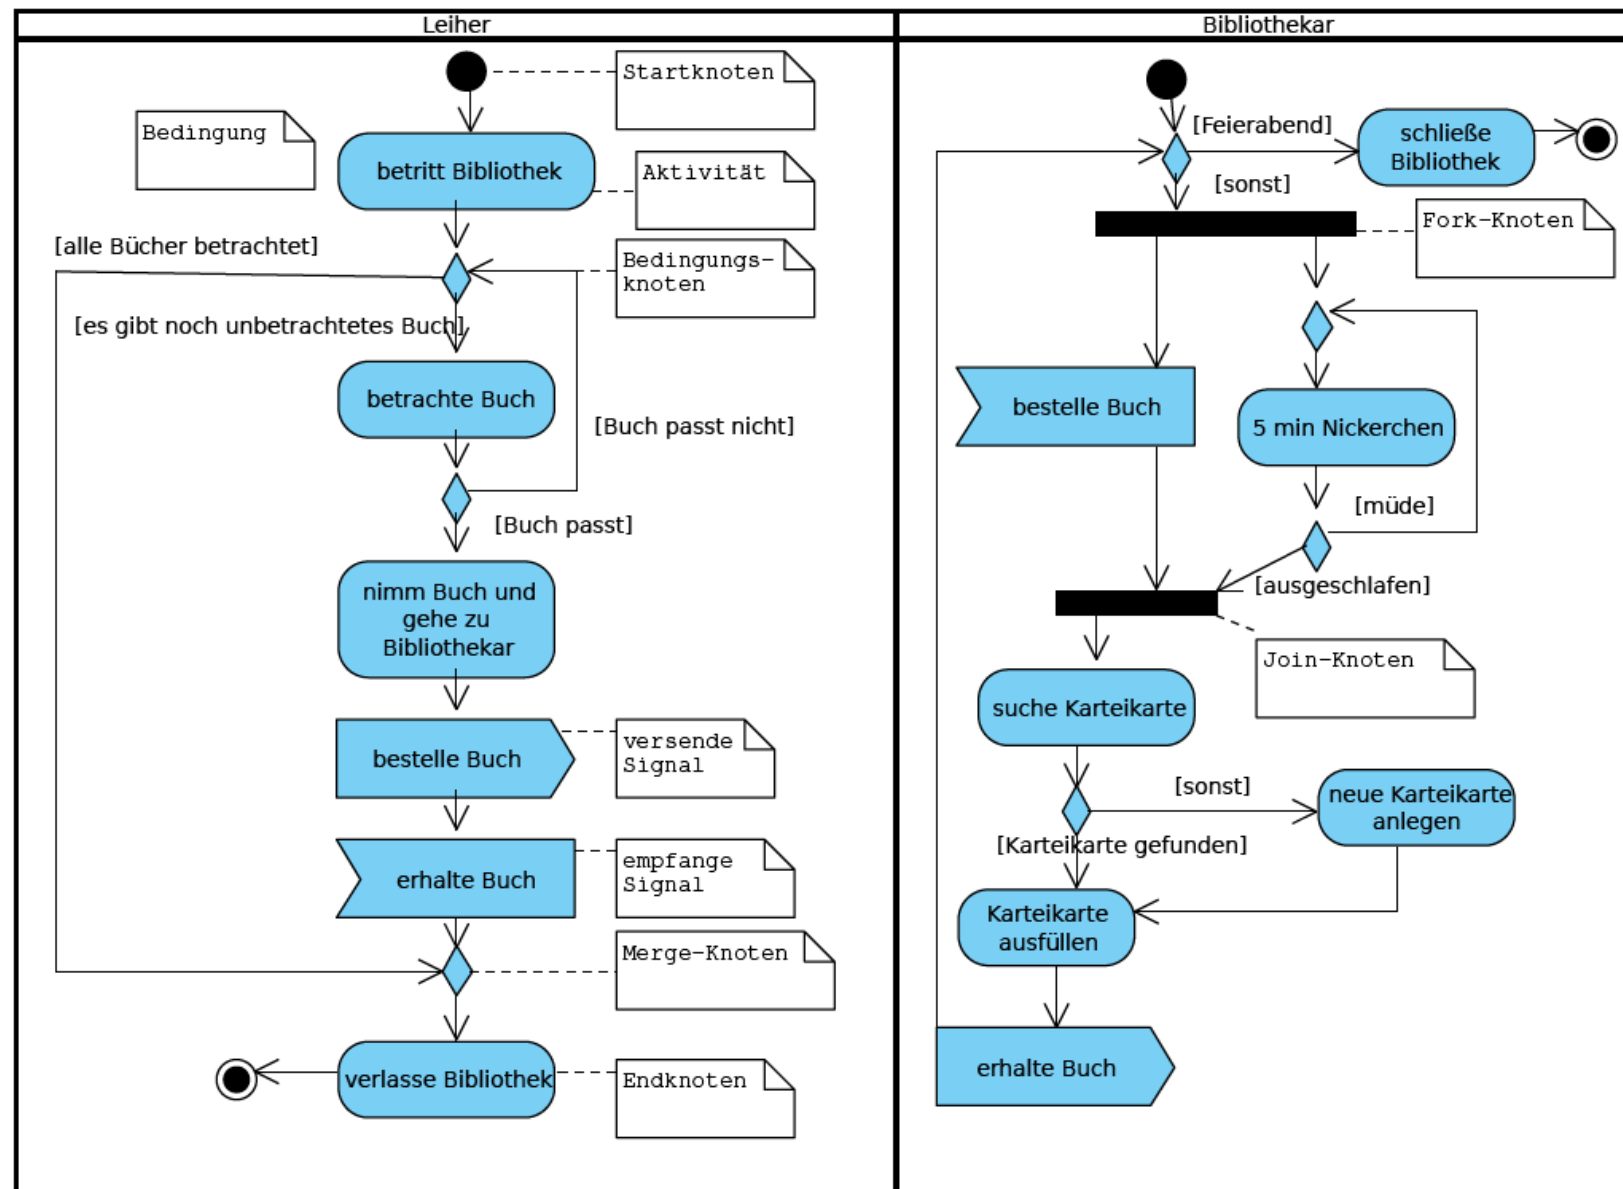 Leiher
Startknoten
Bedingung
betritt Bibliothek
Aktivität
[alle Bücher betrachtet]
Bedingungs-
knoten
[es gibt noch unbetrachtetes Buch]
betrachte Buch
[Buch passt nicht]
[Buch passt]
nimm Buch und
gehe zu
Bibliothekar
bestelle Buch
versende
Signal
erhalte Buch
empfange
Signal
Merge-Knoten
verlasse Bibliothek
Endknoten
Bibliothekar
[Feierabend]
schließe
Bibliothek
[sonst]
Fork-Knoten
bestelle Buch
5 min Nickerchen
[müde]
[ausgeschlafen]
Join-Knoten
suche Karteikarte
[sonst]
neue Karteikarte
anlegen
[Karteikarte gefunden]
Karteikarte
ausfüllen
erhalte Buch